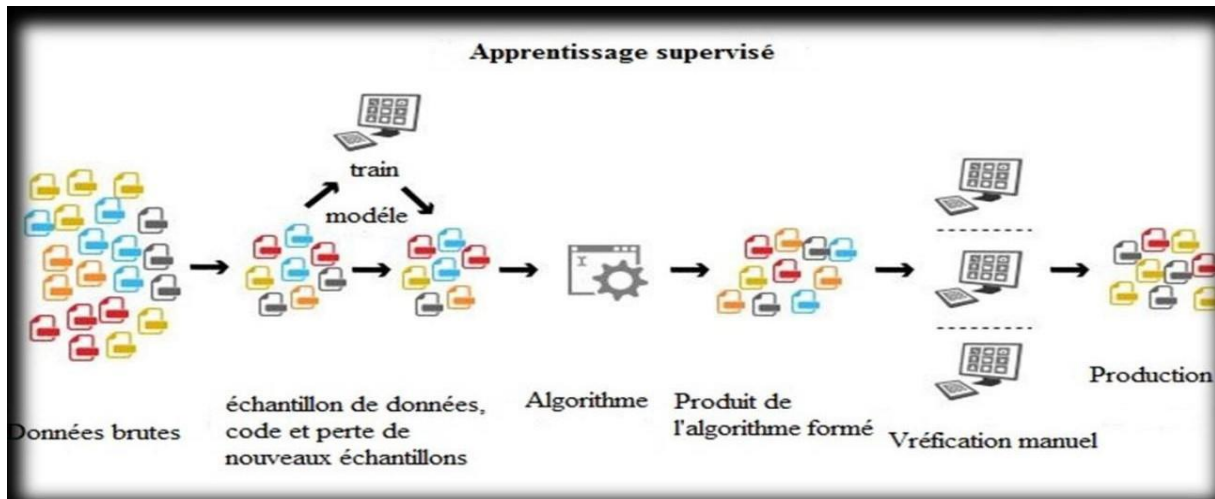 Apprentissage supervisé
train
modéle
Données brutes
échantillon de données,
code et perte de
nouveaux échantillons
Algorithme
Produit de
l'algorithme formé
Vréfication manuel
Production